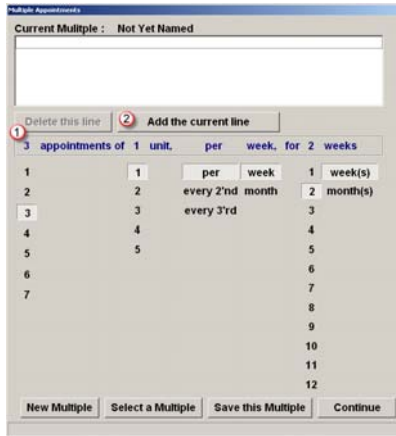 Multiple Appointments
Current Mulitple : Not Yet Named
Delete this line 2 Add the current line
1
3 appointments of 1 unit, per week, for 2 weeks
1 1 per week 1 week(s)
2 2 every 2'nd month 2 month(s)
3 3 every 3'rd 3
4 4 4
5 5 5
6 6
7 7
8
9
10
11
12
New Multiple Select a Multiple Save this Multiple Continue